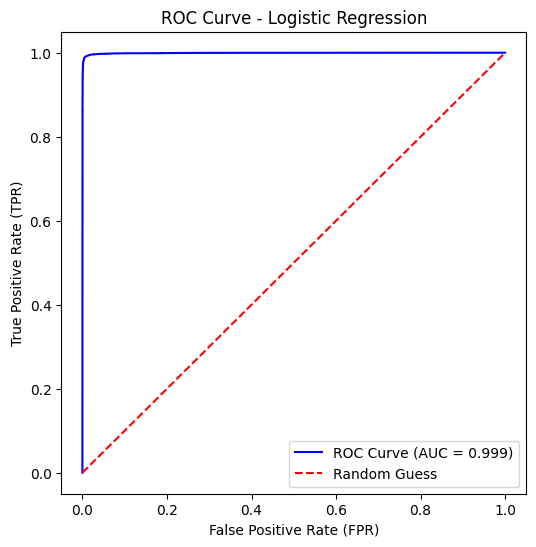 ROC Curve - Logistic Regression
True Positive Rate (TPR)
1.0
0.8
0.6
0.4
0.2
0.0
ROC Curve (AUC = 0.999)
Random Guess
0.0 0.2 0.4 0.6 0.8 1.0
False Positive Rate (FPR)